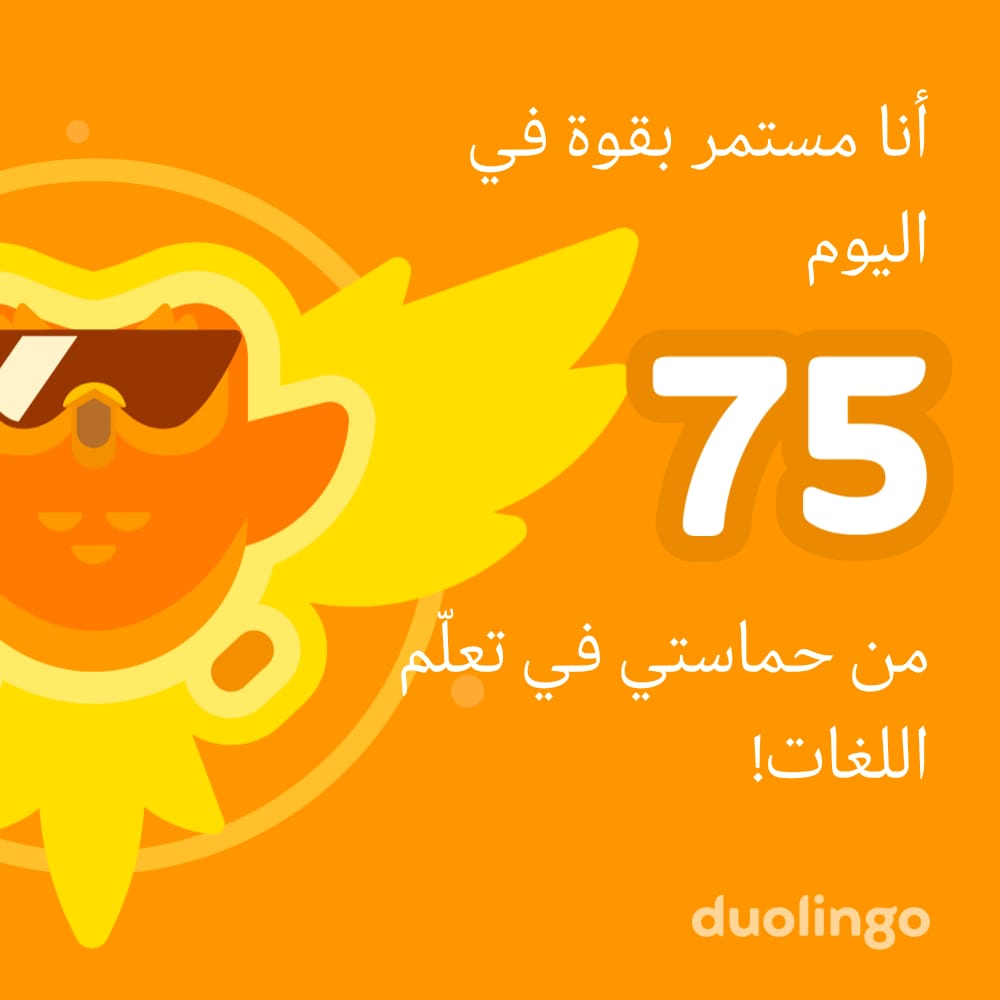 أنا مستمر بقوة في
اليوم
75
من حماستي في تعلّم
اللغات!
duolingo